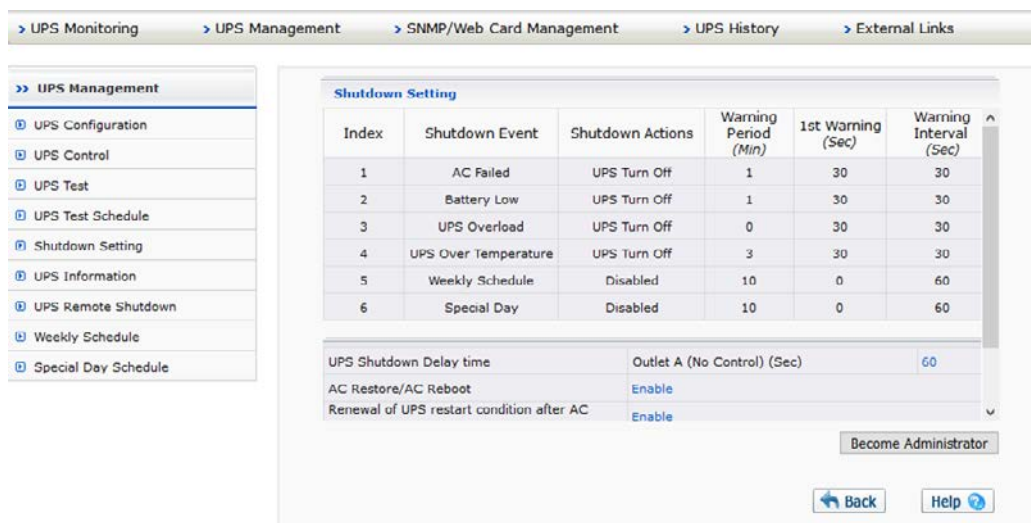 UPS Monitoring UPS Management SNMP/Web Card Management UPS History External Links
UPS Management
UPS Configuration
UPS Control
UPS Test
UPS Test Schedule
Shutdown Setting
UPS Information
UPS Remote Shutdown
Weekly Schedule
Special Day Schedule
Shutdown Setting
Index Shutdown Event Shutdown Actions Warning Period (Min) 1st Warning (Sec) Warning Interval (Sec)
1 AC Failed UPS Turn Off 1 30 30
2 Battery Low UPS Turn Off 1 30 30
3 UPS Overload UPS Turn Off 0 30 30
4 UPS Over Temperature UPS Turn Off 3 30 30
5 Weekly Schedule Disabled 10 0 60
6 Special Day Disabled 10 0 60
UPS Shutdown Delay time Outlet A (No Control) (Sec) 60
AC Restore/AC Reboot Enable
Renewal of UPS restart condition after AC Enable
Become Administrator
Back Help